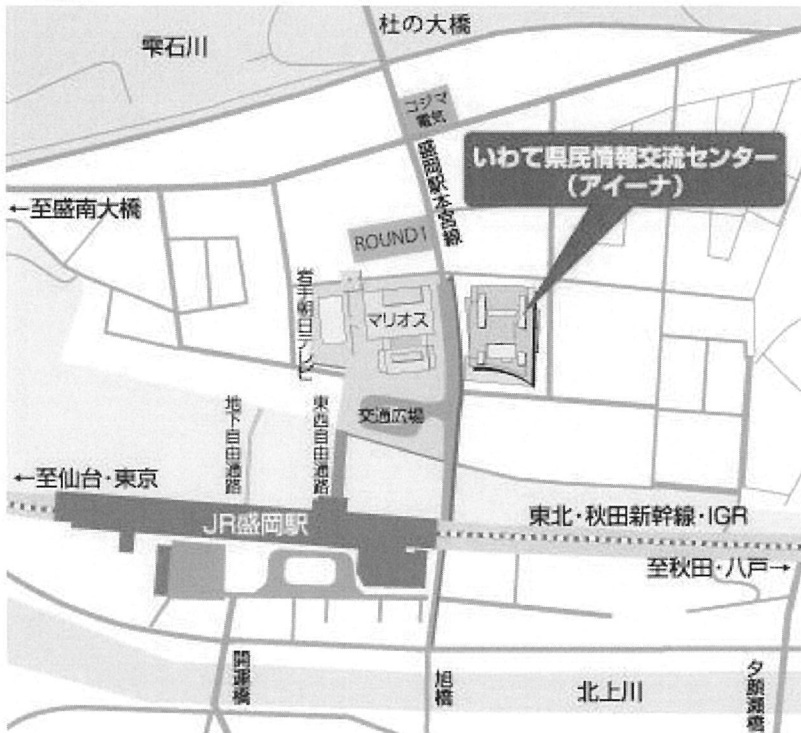 杜の大橋
雫石川
コジマ
電気
盛岡駅本宮線
いわて県民情報交流センター
（アイーナ）
←至盛南大橋
ROUND1
岩手朝日テレビ
マリオス
交通広場
地下自由通路
東西自由通路
←至仙台・東京
JR盛岡駅
東北・秋田新幹線・IGR
至秋田・八戸→
開運橋
旭橋
北上川
夕顔瀬橋